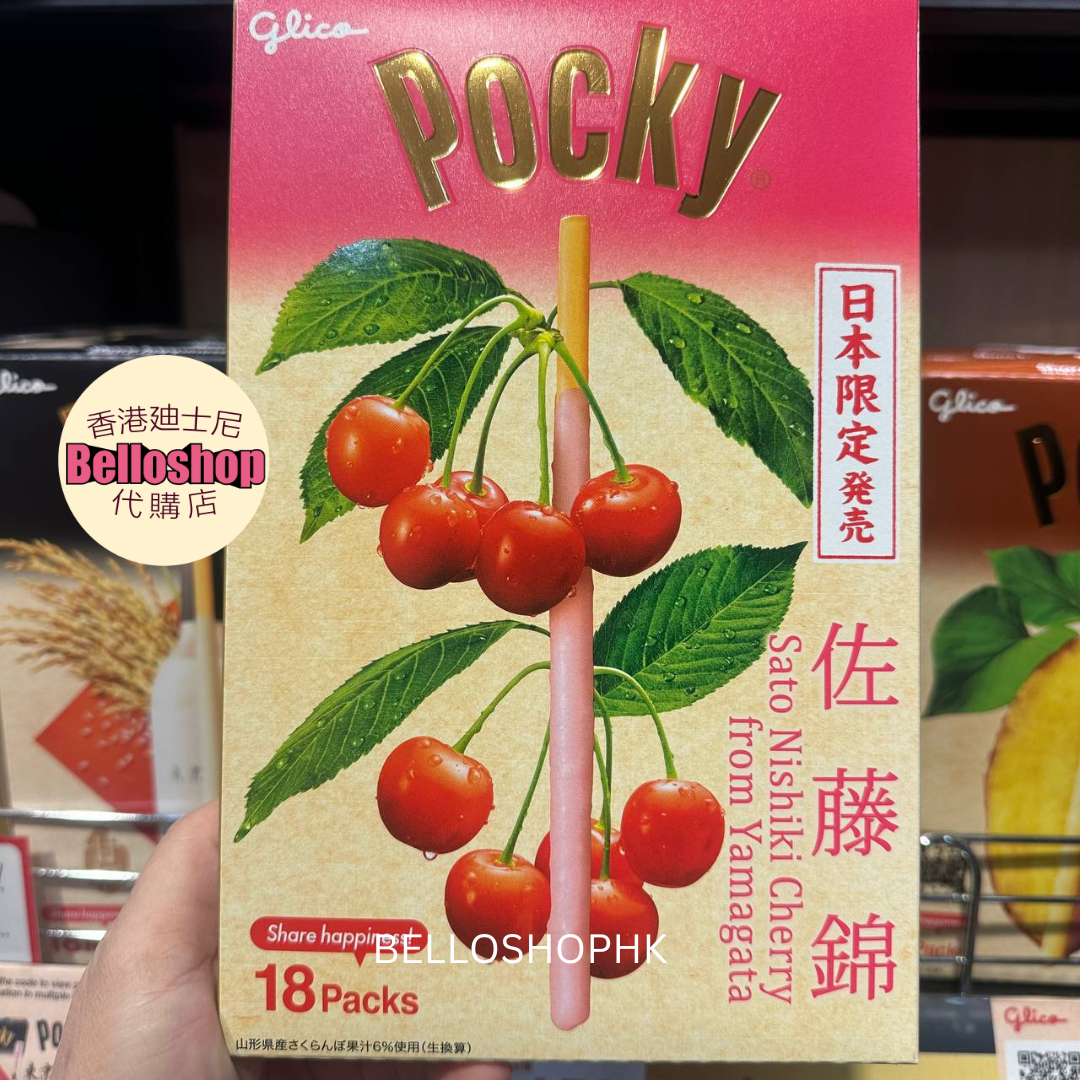 Glico
Pocky
®
日本限定発売
佐藤錦
Sato Nishiki Cherry
from Yamagata
Share happiness!
18 Packs
山形県産さくらんぼ果汁6%使用(生換算)
香港廸士尼
Belloshop
代購店
BELLOSHOPHK
Glico
Glico